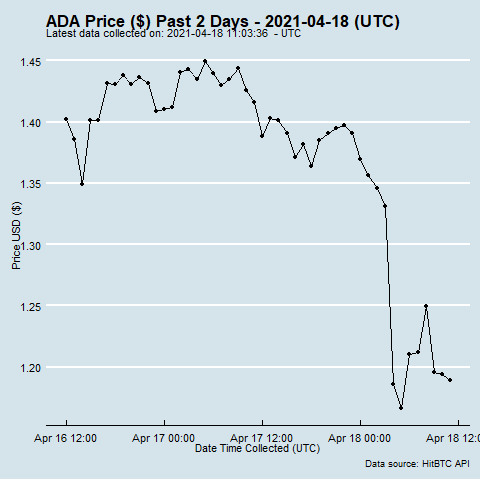 ADA Price ($) Past 2 Days - 2021-04-18 (UTC)
Latest data collected on: 2021-04-18 11:03:36 - UTC
1.45
1.40
1.35
1.30
1.25
1.20
Price USD ($)
Apr 16 12:00 Apr 17 00:00 Apr 17 12:00 Apr 18 00:00 Apr 18 12:00
Date Time Collected (UTC)
Data source: HitBTC API